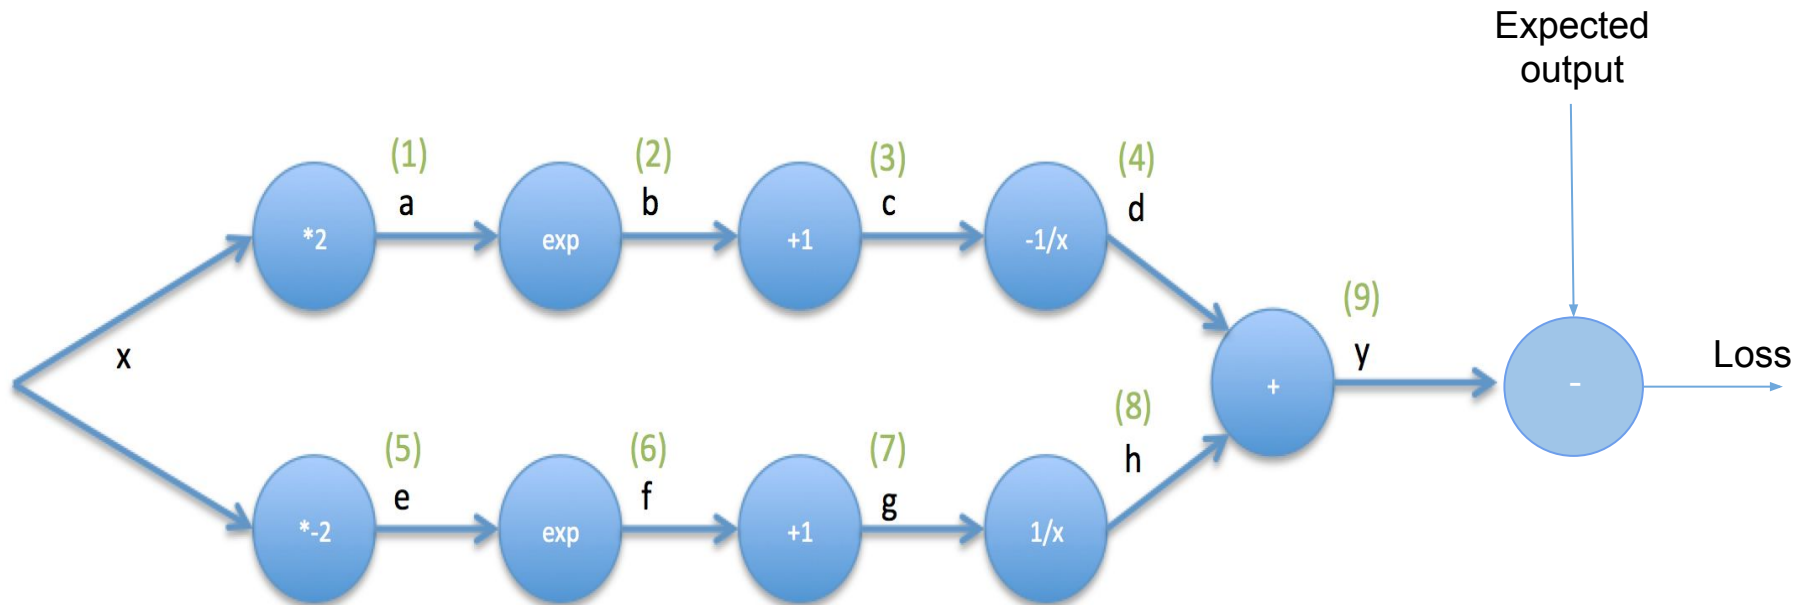 Expected
output
(1)
(2)
(3)
(4)
a
b
c
d
*2
exp
+1
-1/x
(9)
x
y
Loss
+
-
(8)
(5)
(6)
(7)
h
e
f
g
*-2
exp
+1
1/x